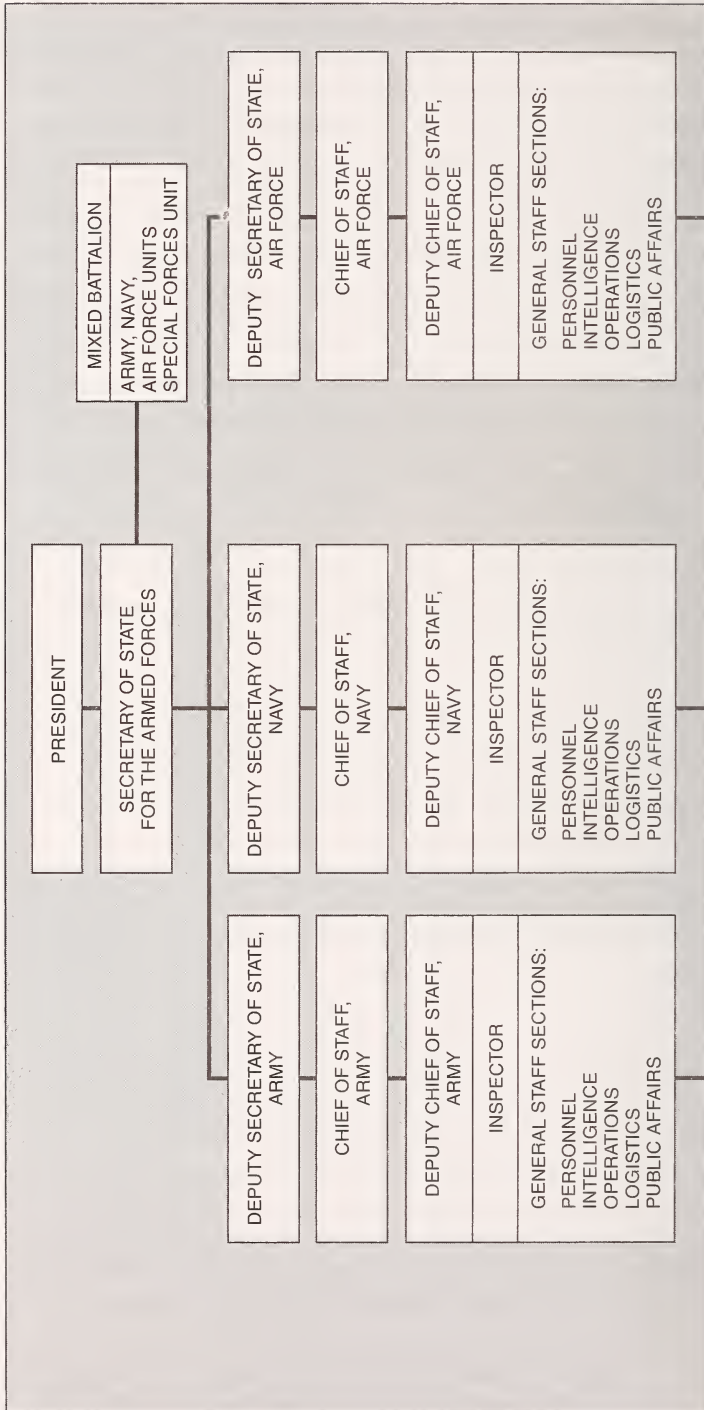 PRESIDENT
SECRETARY OF STATE
FOR THE ARMED FORCES
MIXED BATTALION
ARMY, NAVY,
AIR FORCE UNITS
SPECIAL FORCES UNIT
DEPUTY SECRETARY OF STATE,
ARMY
CHIEF OF STAFF,
ARMY
DEPUTY CHIEF OF STAFF,
ARMY
INSPECTOR
GENERAL STAFF SECTIONS:
PERSONNEL
INTELLIGENCE
OPERATIONS
LOGISTICS
PUBLIC AFFAIRS
DEPUTY SECRETARY OF STATE,
NAVY
CHIEF OF STAFF,
NAVY
DEPUTY CHIEF OF STAFF,
NAVY
INSPECTOR
GENERAL STAFF SECTIONS:
PERSONNEL
INTELLIGENCE
OPERATIONS
LOGISTICS
PUBLIC AFFAIRS
DEPUTY SECRETARY OF STATE,
AIR FORCE
CHIEF OF STAFF,
AIR FORCE
DEPUTY CHIEF OF STAFF,
AIR FORCE
INSPECTOR
GENERAL STAFF SECTIONS:
PERSONNEL
INTELLIGENCE
OPERATIONS
LOGISTICS
PUBLIC AFFAIRS